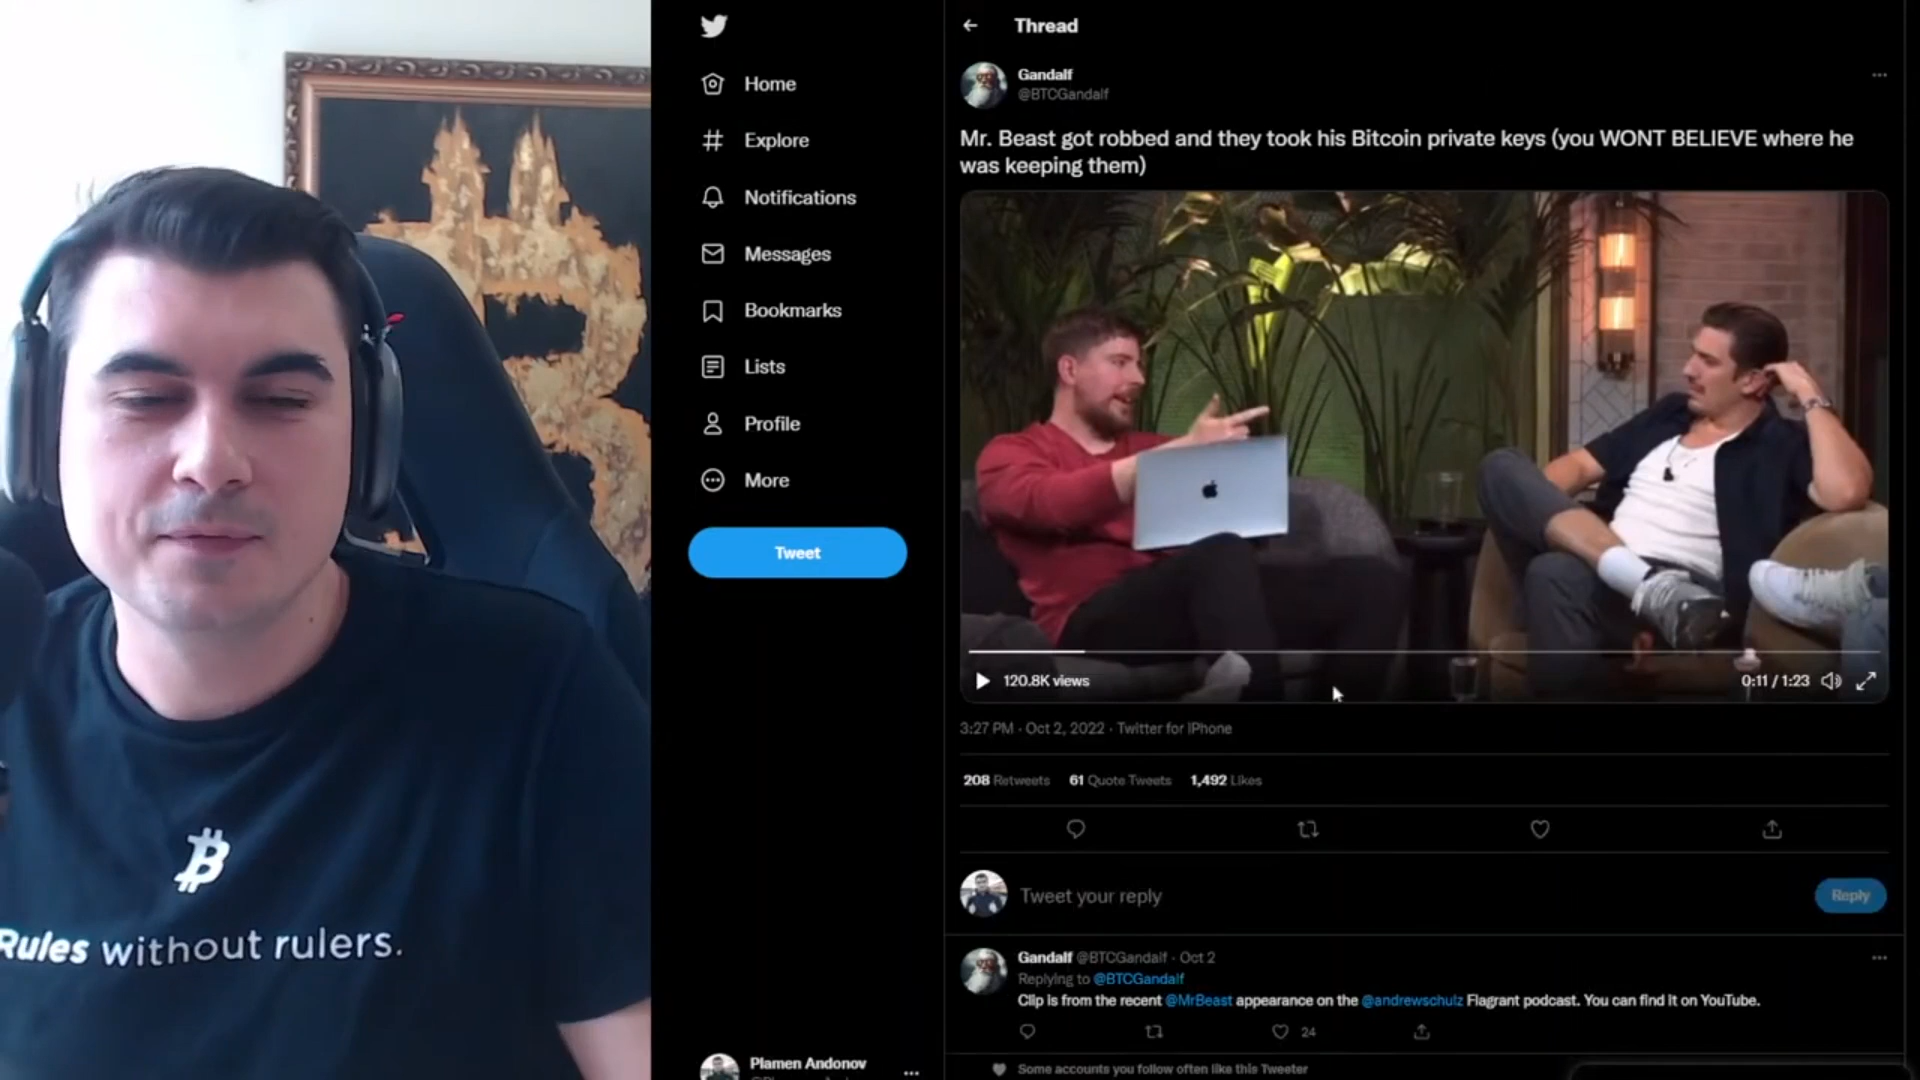 Rules without rulers.
Home
Explore
Notifications
Messages
Bookmarks
Lists
Profile
More
Tweet
Plamen Andonov
Thread
Gandalf
@BTCGandalf
Mr. Beast got robbed and they took his Bitcoin private keys (you WONT BELIEVE where he
was keeping them)
120.8K views
0:11 / 1:23
3:27 PM · Oct 2, 2022 · Twitter for iPhone
208 Retweets 61 Quote Tweets 1,492 Likes
Tweet your reply
Reply
Gandalf @BTCGandalf · Oct 2
Replying to @BTCGandalf
Clip is from the recent @MrBeast appearance on the @andrewschulz Flagrant podcast. You can find it on YouTube.
24
Some accounts you follow often like this Tweeter